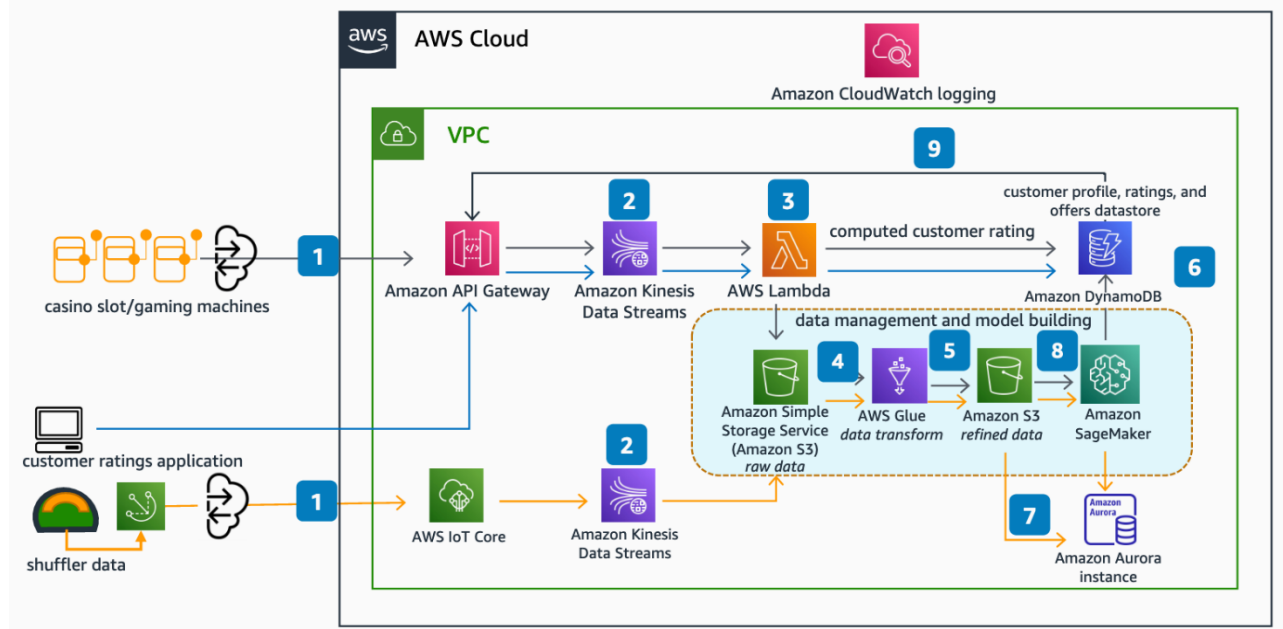 aws
AWS Cloud
Amazon CloudWatch logging
VPC
9
2
3
customer profile, ratings, and
offers datastore
computed customer rating
1
6
casino slot/gaming machines
Amazon API Gateway
Amazon Kinesis
Data Streams
AWS Lambda
Amazon DynamoDB
data management and model building
4
5
8
Amazon Simple
Storage Service
(Amazon S3)
raw data
AWS Glue
data transform
Amazon S3
refined data
Amazon
SageMaker
customer ratings application
2
1
7
Amazon
Aurora
shuffler data
AWS IoT Core
Amazon Kinesis
Data Streams
Amazon Aurora
instance